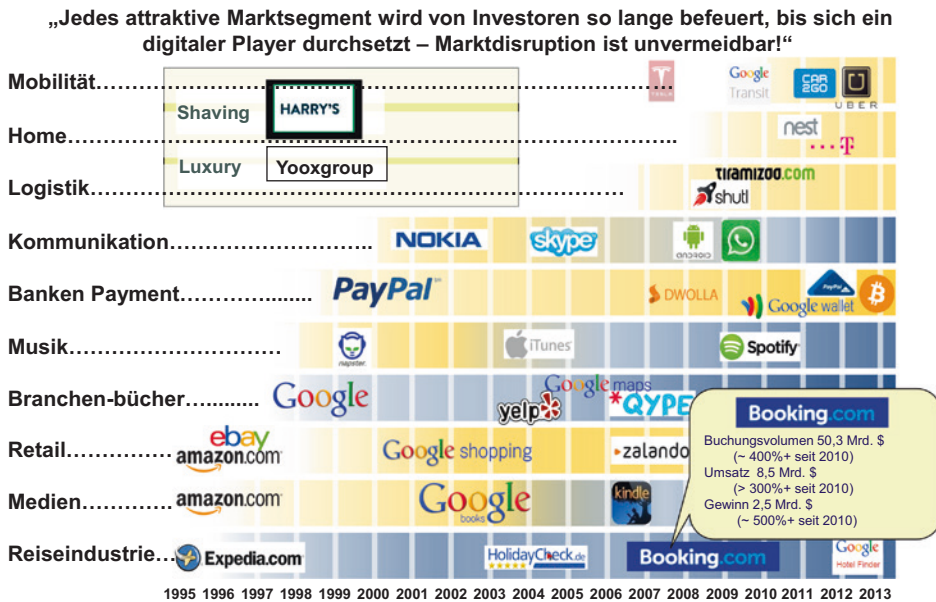 „Jedes attraktive Marktsegment wird von Investoren so lange befeuert, bis sich ein
digitaler Player durchsetzt – Marktdisruption ist unvermeidbar!“
Mobilität……………………………………………………………
TESLA
Google
Transit
CAR
2GO
U
UBER
Shaving
HARRY'S
Home……………………………………………………………...
nest
T
Luxury
Yooxgroup
Logistik……………………………………………………
TIRAMIZOO.com
shutl
Kommunikation……………………..
NOKIA
skype
ANDROID
Banken Payment…………..........
PayPal
DWOLLA
Google wallet
PayPal
Musik……………………………
napster.
iTunes
Spotify
Branchen-bücher...........
Google
yelp
Google maps
*QYPE
Retail………………
ebay
amazon.com
Google shopping
zalando
Medien…………..
amazon.com
Google
books
kindle
Reiseindustrie…
Expedia.com
HolidayCheck.de
Booking.com
Google
Hotel Finder
Booking.com
Buchungsvolumen 50,3 Mrd. $
(~ 400%+ seit 2010)
Umsatz 8,5 Mrd. $
(> 300%+ seit 2010)
Gewinn 2,5 Mrd. $
(~ 500%+ seit 2010)
1995 1996 1997 1998 1999 2000 2001 2002 2003 2004 2005 2006 2007 2008 2009 2010 2011 2012 2013